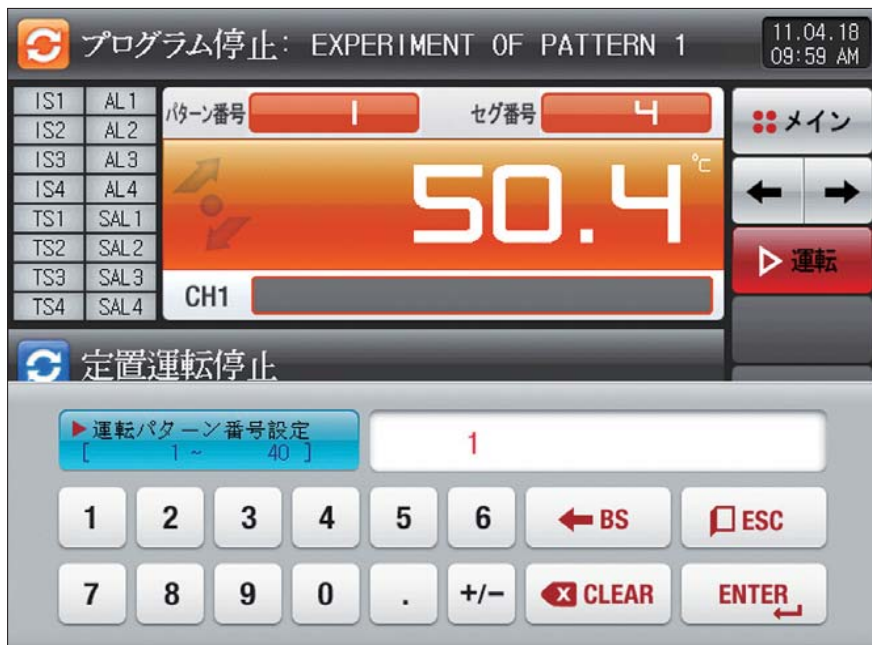 プログラム停止: EXPERIMENT OF PATTERN 1
11.04.18
09:59 AM
IS1 AL1
IS2 AL2
IS3 AL3
IS4 AL4
TS1 SAL1
TS2 SAL2
TS3 SAL3
TS4 SAL4
パターン番号 1 セグ番号 4
50.4 ℃
CH1
メイン
運転
定置運転停止
運転パターン番号設定
[ 1 ~ 40 ]
1
1 2 3 4 5 6 BS ESC
7 8 9 0 . +/- CLEAR ENTER